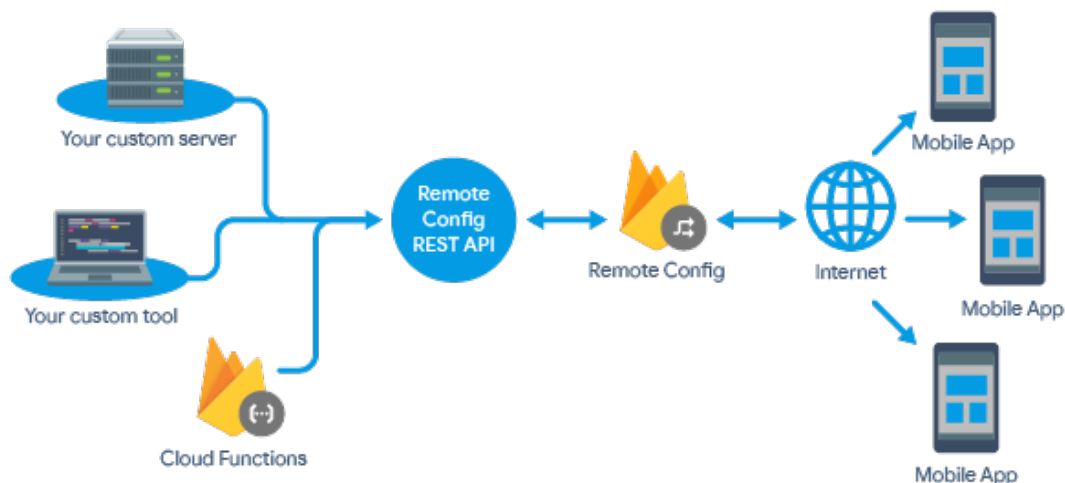 Your custom server
Your custom tool
Cloud Functions
Remote
Config
REST API
Remote Config
Internet
Mobile App
Mobile App
Mobile App